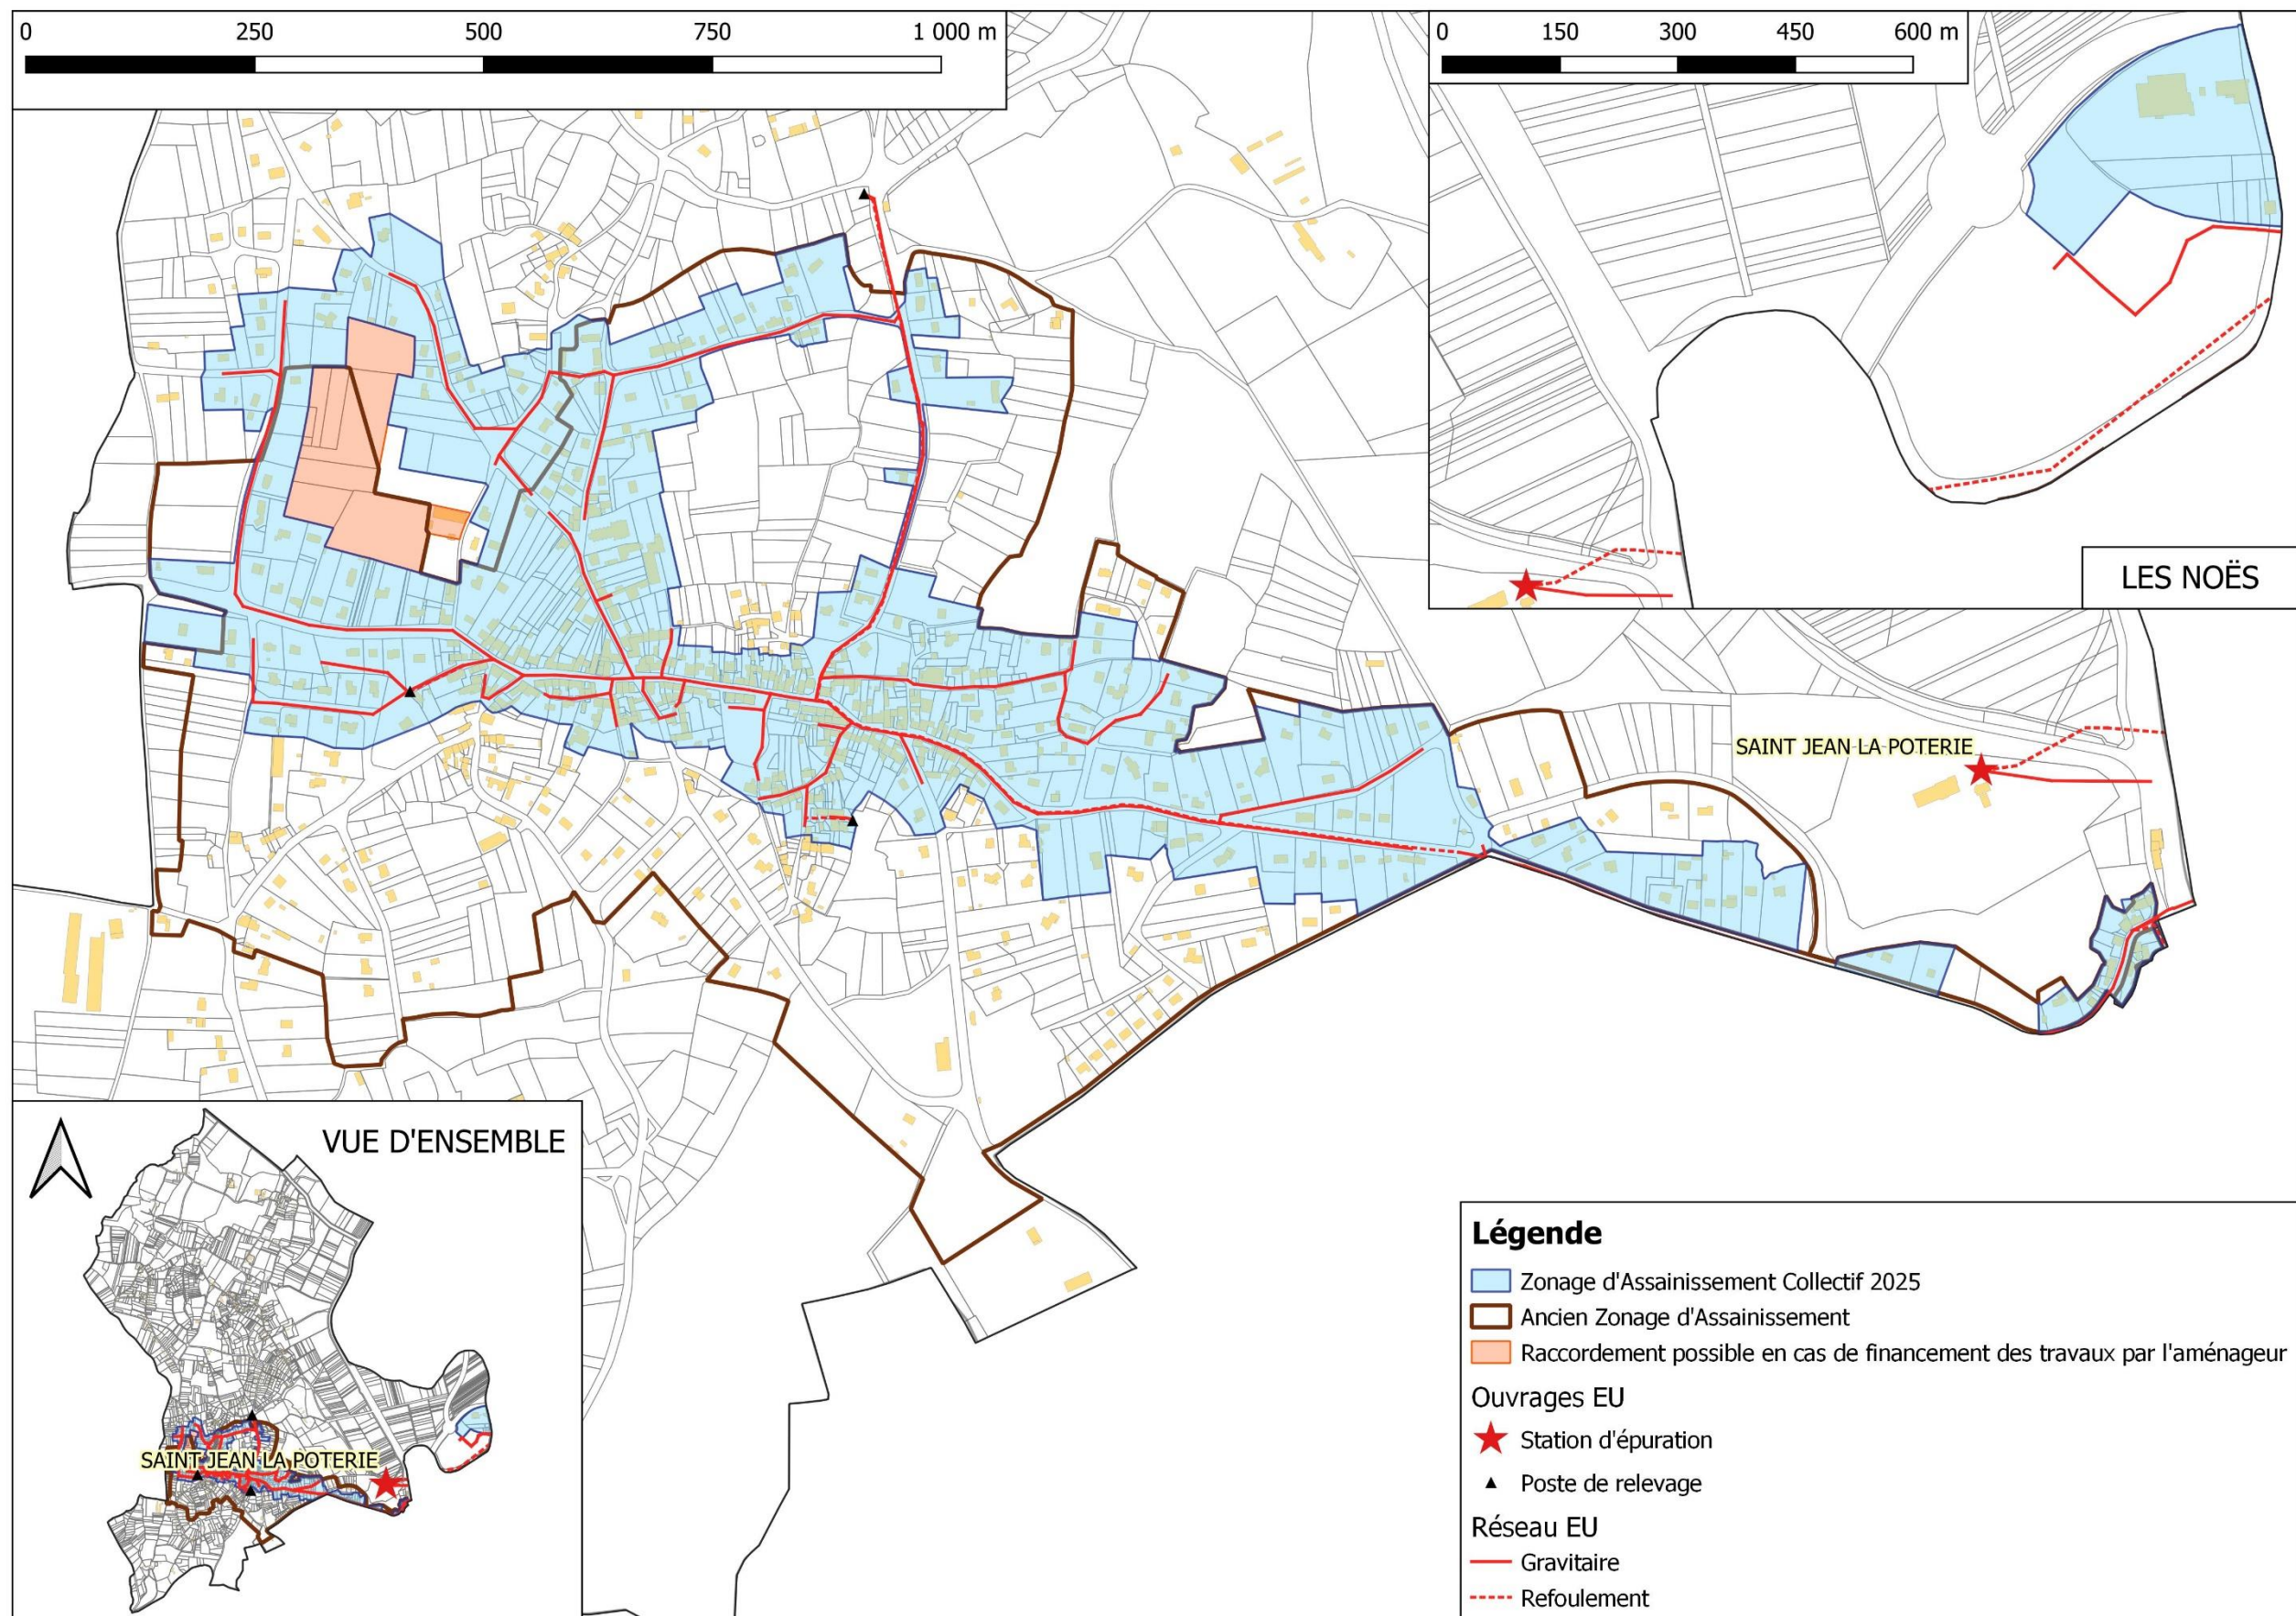 0 250 500 750 1 000 m
0 150 300 450 600 m
LES NOËS
SAINT JEAN-LA-POTERIE
VUE D'ENSEMBLE
SAINT JEAN-LA POTERIE
Légende
Zonage d'Assainissement Collectif 2025
Ancien Zonage d'Assainissement
Raccordement possible en cas de financement des travaux par l'aménageur
Ouvrages EU
Station d'épuration
Poste de relevage
Réseau EU
Gravitaire
Refoulement